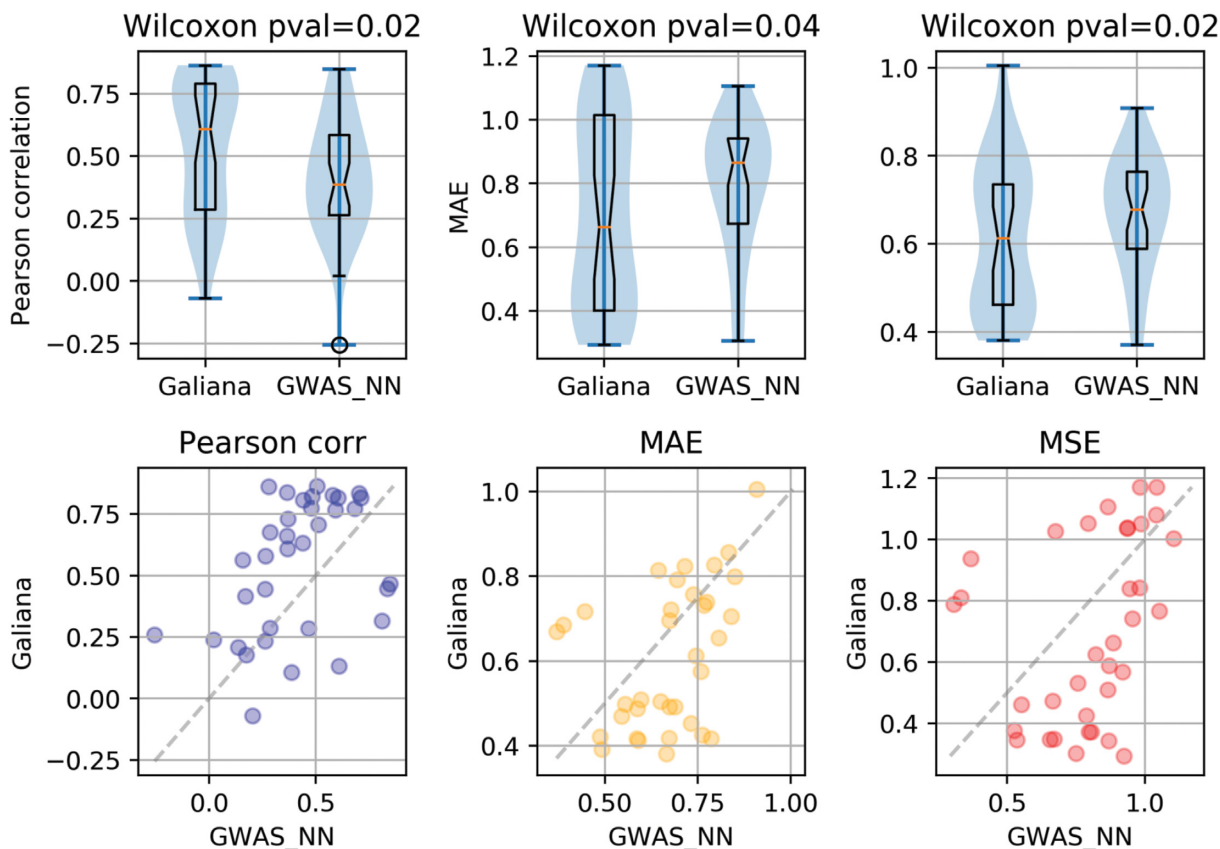 Wilcoxon pval=0.02
Pearson correlation
0.75
0.50
0.25
0.00
−0.25
Galiana GWAS_NN
Wilcoxon pval=0.04
MAE
1.2
1.0
0.8
0.6
0.4
Galiana GWAS_NN
Wilcoxon pval=0.02
1.0
0.8
0.6
0.4
Galiana GWAS_NN
Pearson corr
Galiana
0.75
0.50
0.25
0.00
−0.25
0.0 0.5
GWAS_NN
MAE
Galiana
1.0
0.8
0.6
0.4
0.50 0.75 1.00
GWAS_NN
MSE
Galiana
1.2
1.0
0.8
0.6
0.4
0.5 1.0
GWAS_NN